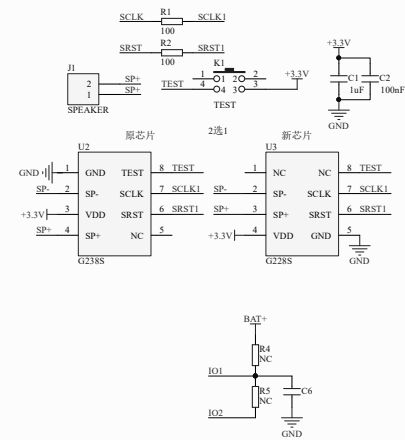 SCLK R1 SCLK1
100
SRST R2 SRST1
100
J1
2 SP+
1 SP+
SPEAKER
K1
1 1 2 2
TEST 4 4 3 3 +3.3V
TEST
+3.3V
C1 C2
1uF 100nF
GND
原芯片 2选1 新芯片
U2
GND 1 GND TEST 8 TEST
SP- 2 SP- SCLK 7 SCLK1
+3.3V 3 VDD SRST 6 SRST1
SP+ 4 SP+ NC 5
G238S
U3
1 NC NC 8 TEST
SP- 2 SP- SCLK 7 SCLK1
SP+ 3 SP+ SRST 6 SRST1
+3.3V 4 VDD GND 5
G228S GND
BAT+
R4
NC
IO1
R5 C6
NC
IO2
GND